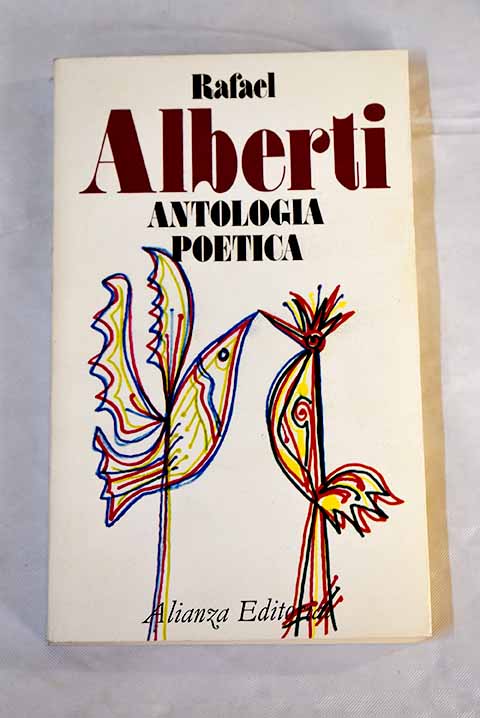 Rafael
Alberti
ANTOLOGIA
POETICA
Alianza Editorial